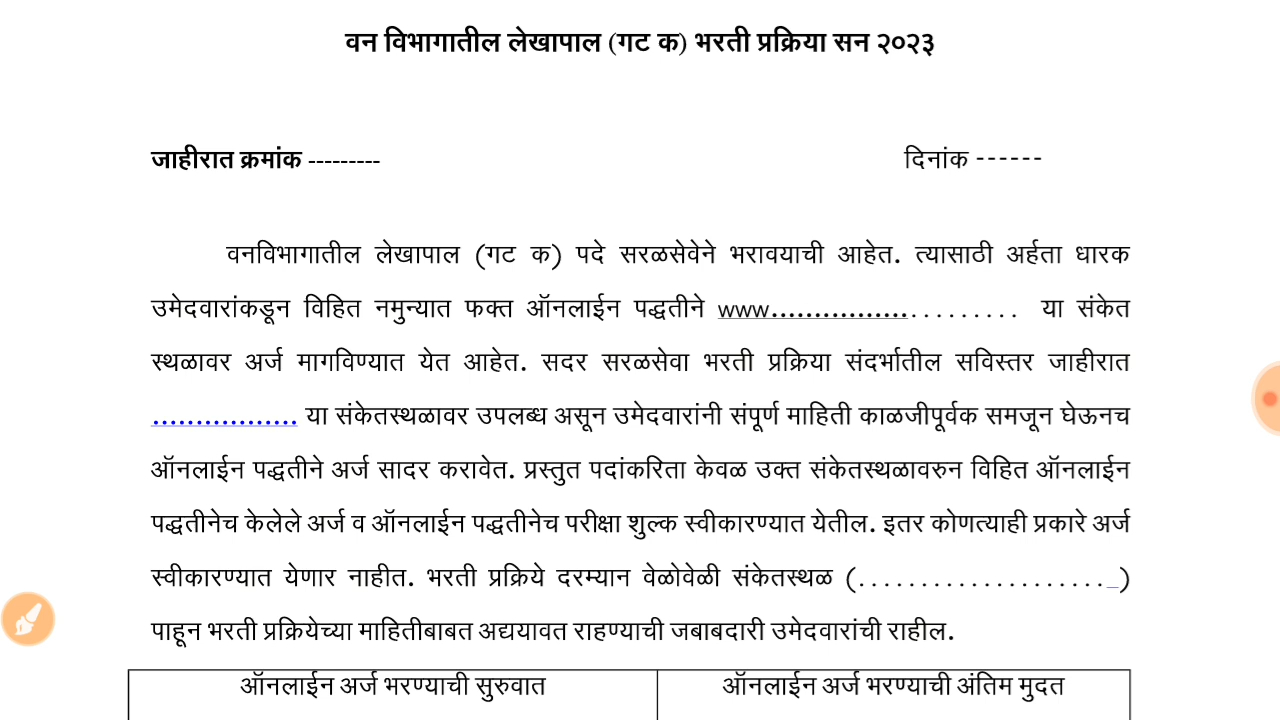 वन विभागातील लेखापाल (गट क) भरती प्रक्रिया सन २०२३
जाहीरात क्रमांक --------- दिनांक ------
वनविभागातील लेखापाल (गट क) पदे सरळसेवेने भरावयाची आहेत. त्यासाठी अर्हता धारक
उमेदवारांकडून विहित नमुन्यात फक्त ऑनलाईन पद्धतीने www......................... या संकेत
स्थळावर अर्ज मागविण्यात येत आहेत. सदर सरळसेवा भरती प्रक्रिया संदर्भातील सविस्तर जाहीरात
................. या संकेतस्थळावर उपलब्ध असून उमेदवारांनी संपूर्ण माहिती काळजीपूर्वक समजून घेऊनच
ऑनलाईन पद्धतीने अर्ज सादर करावेत. प्रस्तुत पदांकरिता केवळ उक्त संकेतस्थळावरुन विहित ऑनलाईन
पद्धतीनेच केलेले अर्ज व ऑनलाईन पद्धतीनेच परीक्षा शुल्क स्वीकारण्यात येतील. इतर कोणत्याही प्रकारे अर्ज
स्वीकारण्यात येणार नाहीत. भरती प्रक्रिये दरम्यान वेळोवेळी संकेतस्थळ (....................._)
पाहून भरती प्रक्रियेच्या माहितीबाबत अद्ययावत राहण्याची जबाबदारी उमेदवारांची राहील.
ऑनलाईन अर्ज भरण्याची सुरुवात ऑनलाईन अर्ज भरण्याची अंतिम मुदत